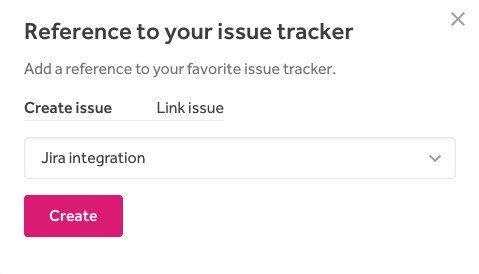 Reference to your issue tracker
Add a reference to your favorite issue tracker.
Create issue Link issue
Jira integration
Create